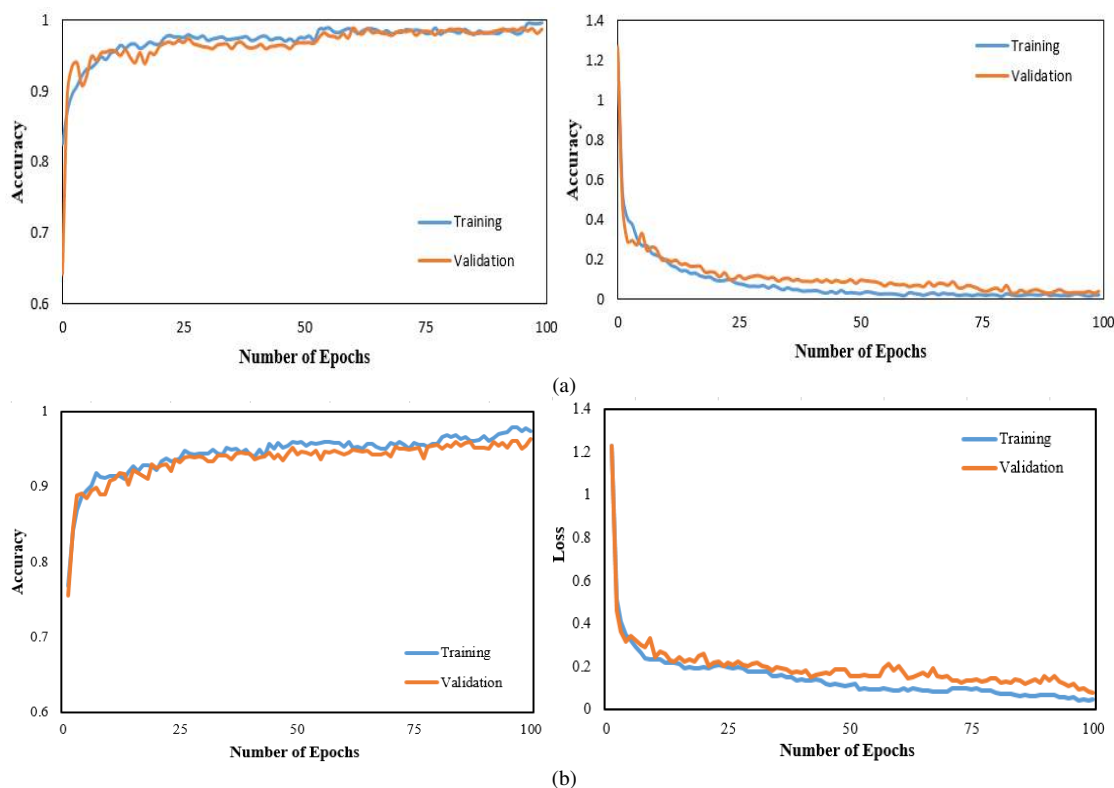 1
0.9
0.8
0.7
0.6
Accuracy
Training
Validation
0 25 50 75 100
Number of Epochs
1.4
1.2
1
0.8
0.6
0.4
0.2
0
Accuracy
Training
Validation
0 25 50 75 100
Number of Epochs
(a)
1
0.9
0.8
0.7
0.6
Accuracy
Training
Validation
0 25 50 75 100
Number of Epochs
1.4
1.2
1
0.8
0.6
0.4
0.2
0
Loss
Training
Validation
0 25 50 75 100
Number of Epochs
(b)